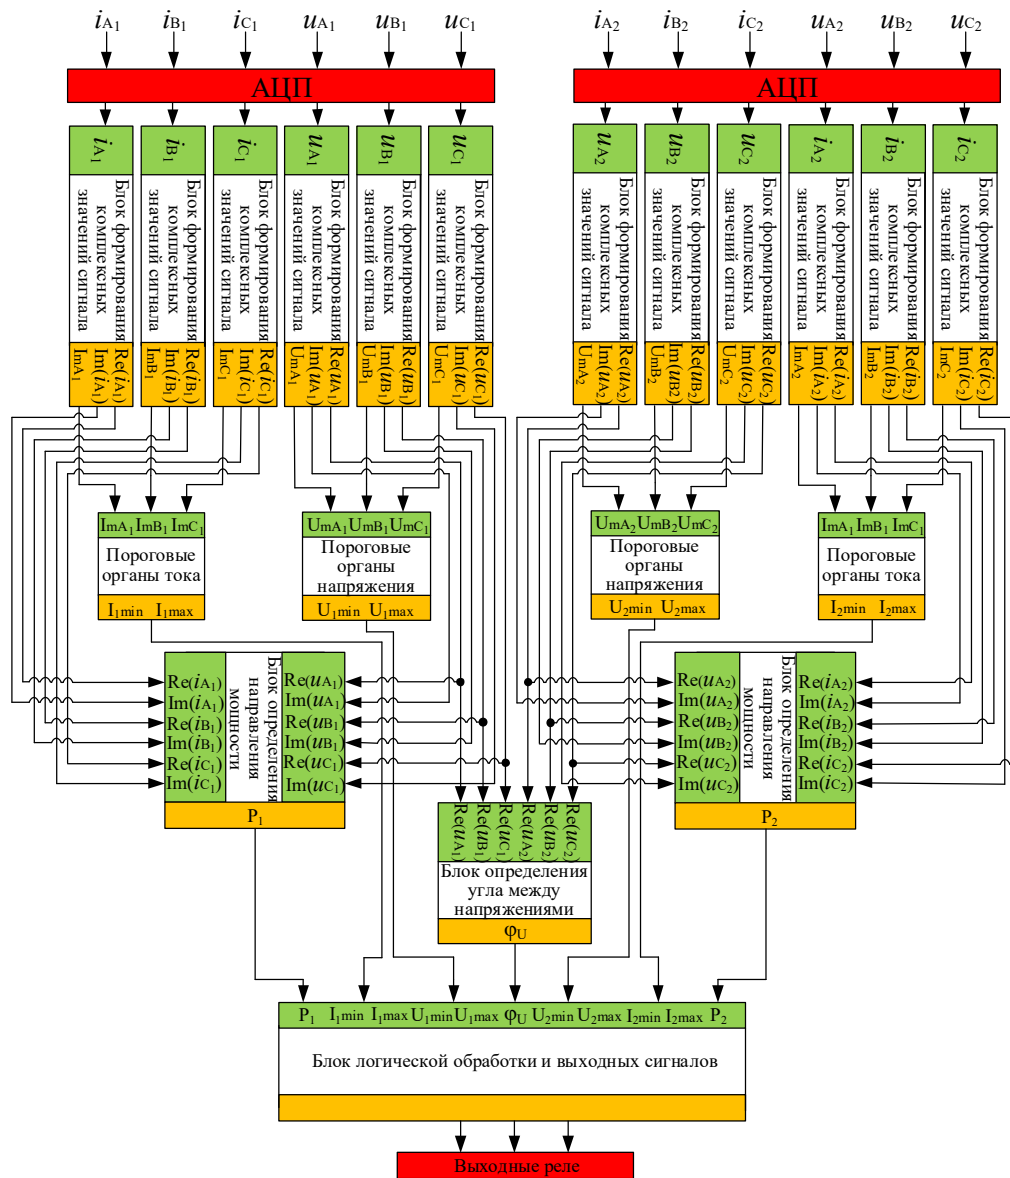 iA1 iB1 iC1 uA1 uB1 uC1 iA2 iB2 iC2 uA2 uB2 uC2
АЦП АЦП
iA1 iB1 iC1 uA1 uB1 uC1 uA2 uB2 uC2 iA2 iB2 iC2
Блок формирования
комплексных
значений сигнала
Блок формирования
комплексных
значений сигнала
Блок формирования
комплексных
значений сигнала
Блок формирования
комплексных
значений сигнала
Блок формирования
комплексных
значений сигнала
Блок формирования
комплексных
значений сигнала
Блок формирования
комплексных
значений сигнала
Блок формирования
комплексных
значений сигнала
Блок формирования
комплексных
значений сигнала
Блок формирования
комплексных
значений сигнала
Блок формирования
комплексных
значений сигнала
Блок формирования
комплексных
значений сигнала
Re(iA1)
Im(iA1)
ImA1
Re(iB1)
Im(iB1)
ImB1
Re(iC1)
Im(iC1)
ImC1
Re(uA1)
Im(uA1)
UmA1
Re(uB1)
Im(uB1)
UmB1
Re(uC1)
Im(uC1)
UmC1
Re(uA2)
Im(uA2)
UmA2
Re(uB2)
Im(uB2)
UmB2
Re(uC2)
Im(uC2)
UmC2
Re(iA2)
Im(iA2)
ImA2
Re(iB2)
Im(iB2)
ImB2
Re(iC2)
Im(iC2)
ImC2
ImA1 ImB1 ImC1
Пороговые
органы тока
I1min I1max
UmA1 UmB1 UmC1
Пороговые
органы
напряжения
U1min U1max
UmA2 UmB2 UmC2
Пороговые
органы
напряжения
U2min U2max
ImA1 ImB1 ImC1
Пороговые
органы тока
I2min I2max
Re(iA1)
Im(iA1)
Re(iB1)
Im(iB1)
Re(iC1)
Im(iC1)
Блок определения
направления
мощности
Re(uA1)
Im(uA1)
Re(uB1)
Im(uB1)
Re(uC1)
Im(uC1)
P1
Re(uA2)
Im(uA2)
Re(uB2)
Im(uB2)
Re(uC2)
Im(uC2)
Блок определения
направления
мощности
Re(iA2)
Im(iA2)
Re(iB2)
Im(iB2)
Re(iC2)
Im(iC2)
P2
Re(uA1)
Re(uB1)
Re(uC1)
Re(uA2)
Re(uB2)
Re(uC2)
Блок определения
угла между
напряжениями
φU
P1 I1min I1max U1min U1max φU U2min U2max I2min I2max P2
Блок логической обработки и выходных сигналов
Выходные реле